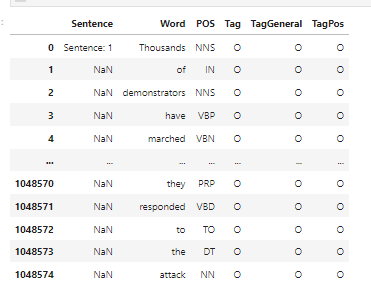 Sentence Word POS Tag TagGeneral TagPos
0 Sentence: 1 Thousands NNS O O O
1 NaN of IN O O O
2 NaN demonstrators NNS O O O
3 NaN have VBP O O O
4 NaN marched VBN O O O
... ... ... ... ... ... ...
1048570 NaN they PRP O O O
1048571 NaN responded VBD O O O
1048572 NaN to TO O O O
1048573 NaN the DT O O O
1048574 NaN attack NN O O O